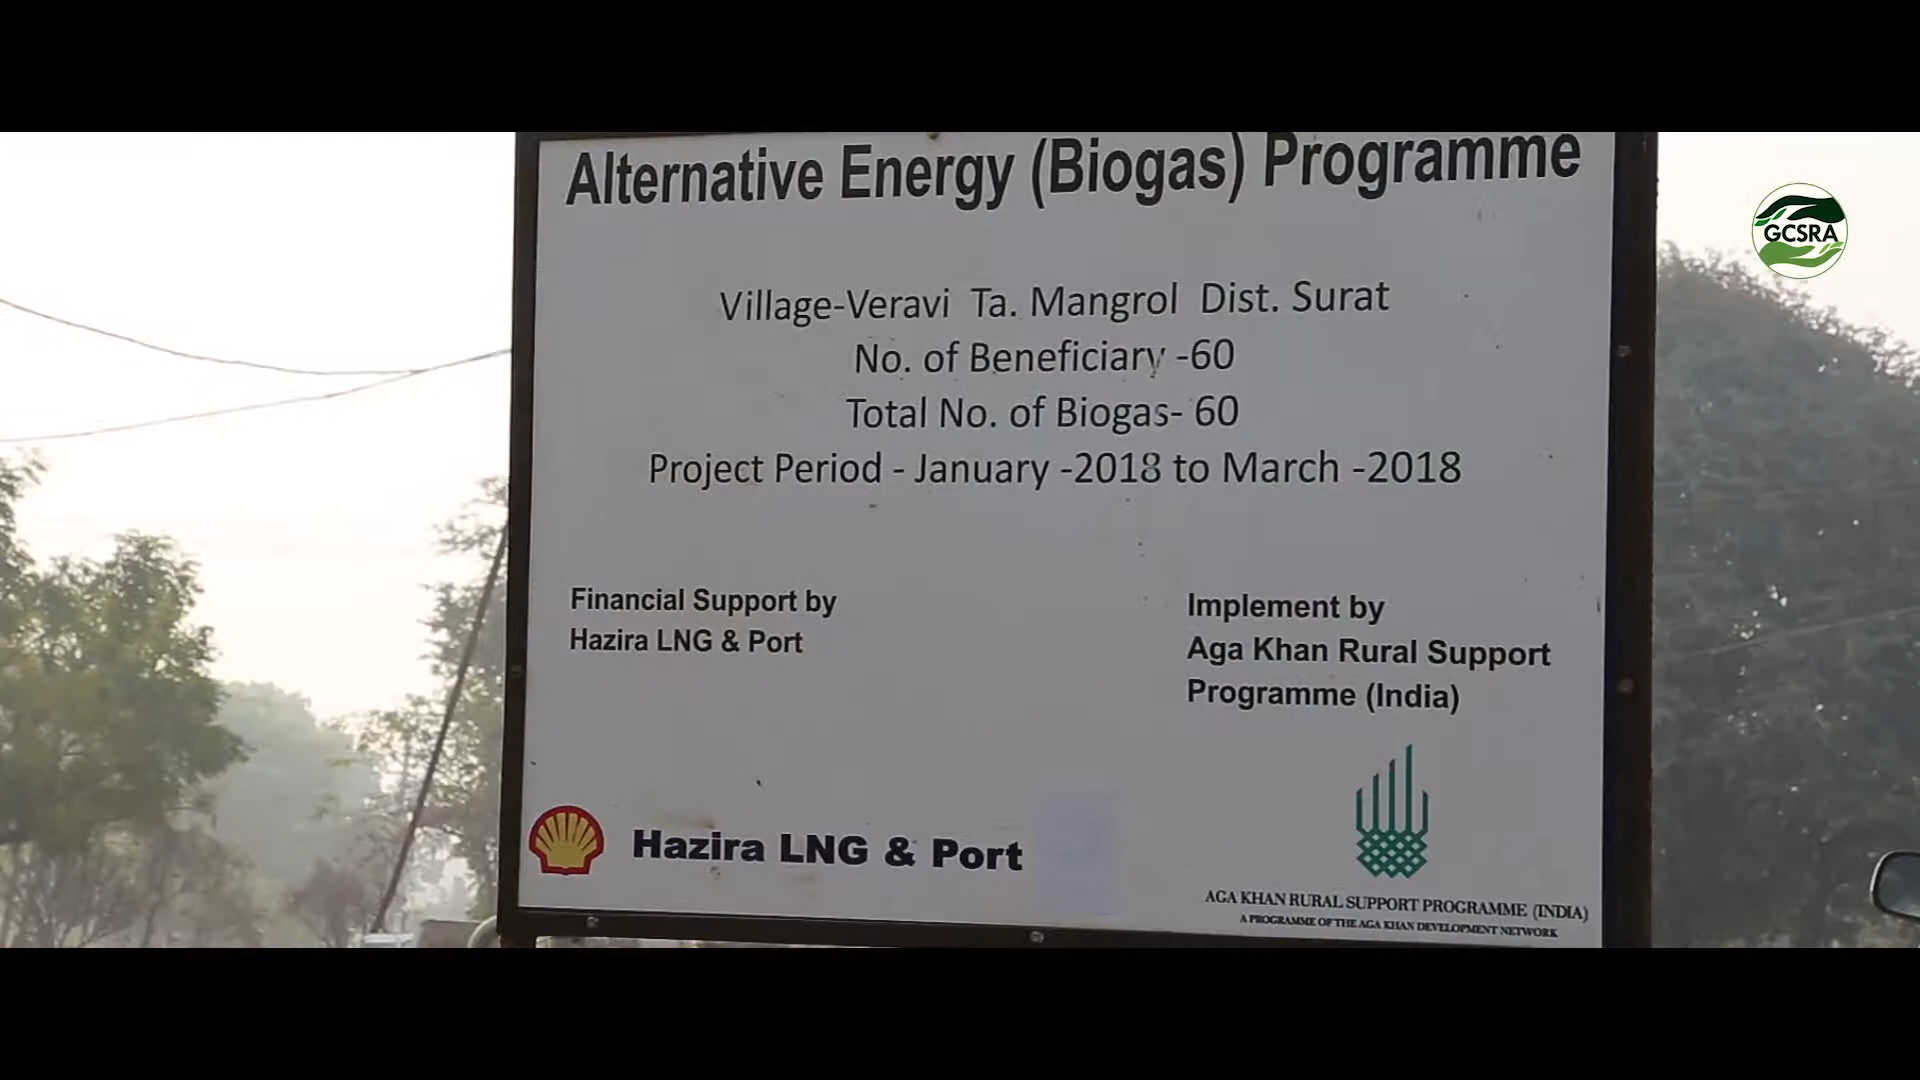 Alternative Energy (Biogas) Programme
GCSRA
Village-Veravi Ta. Mangrol Dist. Surat
No. of Beneficiary -60
Total No. of Biogas- 60
Project Period - January -2018 to March -2018
Financial Support by
Hazira LNG & Port
Implement by
Aga Khan Rural Support
Programme (India)
Hazira LNG & Port
AGA KHAN RURAL SUPPORT PROGRAMME (INDIA)
A PROGRAMME OF THE AGA KHAN DEVELOPMENT NETWORK